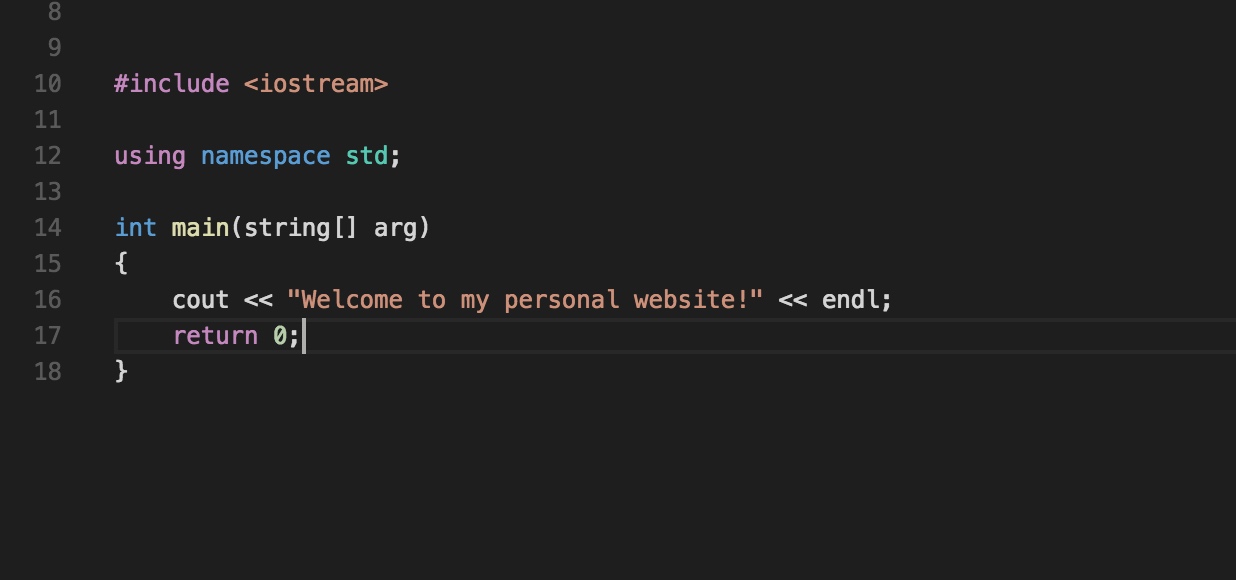 8
9
10 #include <iostream>
11
12 using namespace std;
13
14 int main(string[] arg)
15 {
16     cout << "Welcome to my personal website!" << endl;
17     return 0;
18 }